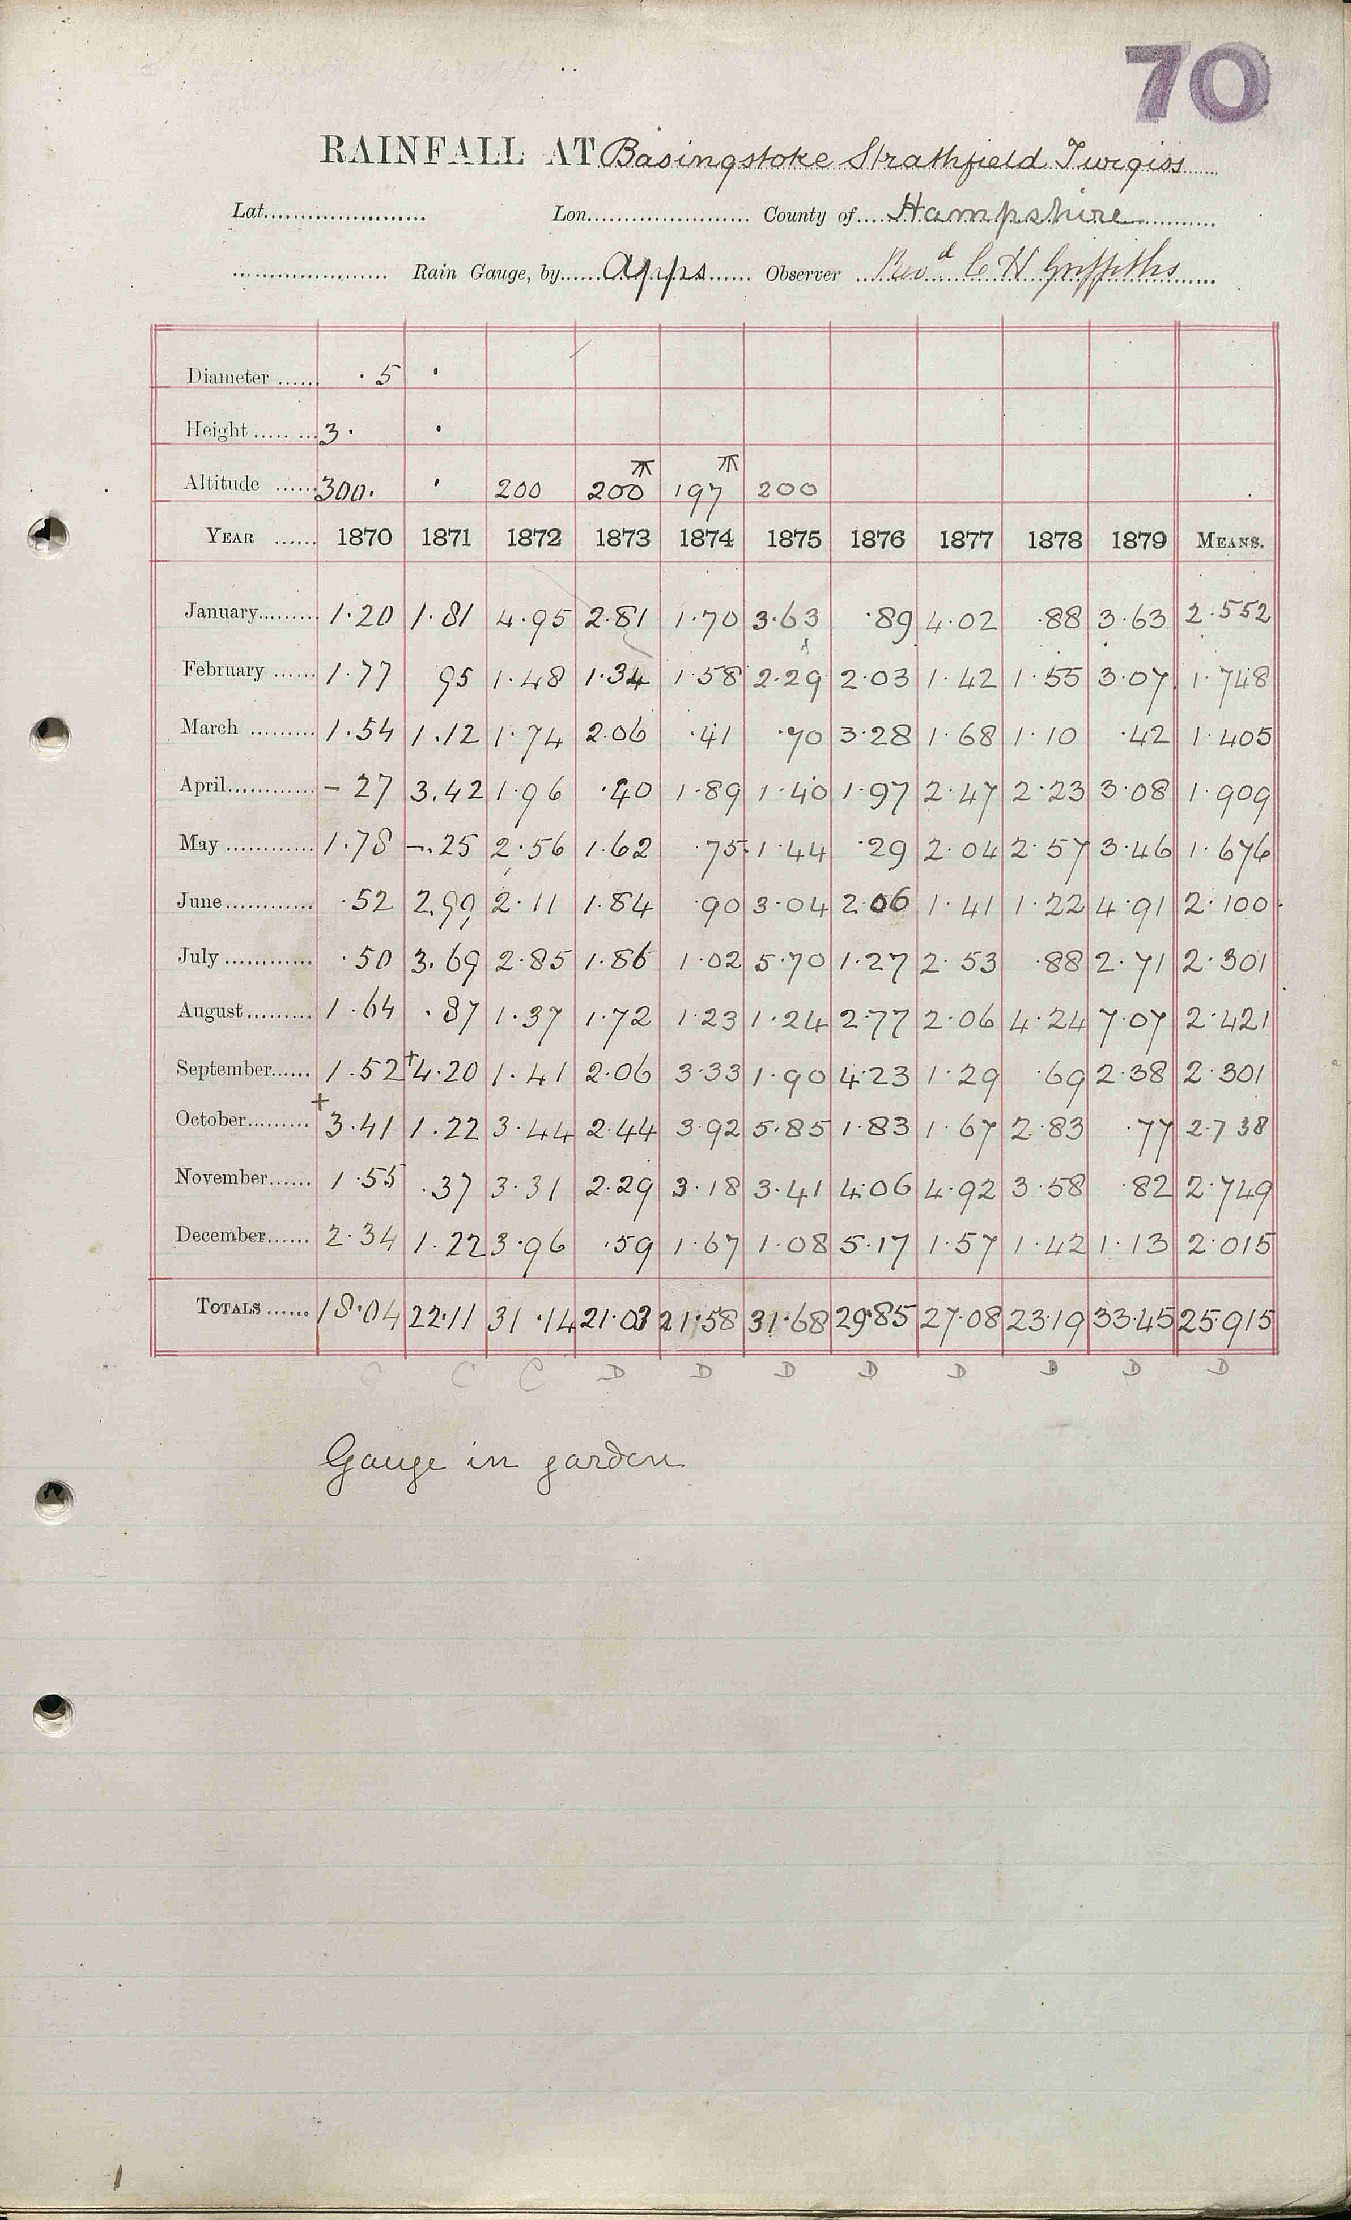 70
RAINFALL AT Basingstoke Strathfield Turgiss
Lat. Lon. County of Hampshire
Rain Gauge, by Apps Observer Revd C H Griffiths
Diameter ·5 ·
Height 3· ·
Altitude 300· · 200 200 197 200
YEAR 1870 1871 1872 1873 1874 1875 1876 1877 1878 1879 MEANS.
January 1·20 1·81 4·95 2·81 1·70 3·63 ·89 4·02 ·88 3·63 2·552
February 1·77 95 1·48 1·34 1·58 2·29 2·03 1·42 1·55 3·07 1·748
March 1·54 1·12 1·74 2·06 ·41 ·70 3·28 1·68 1·10 ·42 1·405
April - 27 3.42 1·96 ·40 1·89 1·40 1·97 2·47 2·23 3·08 1·909
May 1·78 -.25 2·56 1·62 ·75 1·44 ·29 2·04 2·57 3·46 1·676
June ·52 2.99 2·11 1·84 ·90 3·04 2·06 1·41 1·22 4·91 2·100
July ·50 3.69 2·85 1·86 1·02 5·70 1·27 2·53 ·88 2·71 2·301
August 1·64 ·87 1·37 1·72 1·23 1·24 2·77 2·06 4·24 7·07 2·421
September 1·52 +4·20 1·41 2·06 3·33 1·90 4·23 1·29 ·69 2·38 2·301
October +3·41 1·22 3·44 2·44 3·92 5·85 1·83 1·67 2·83 ·77 2·738
November 1·55 ·37 3·31 2·29 3·18 3·41 4·06 4·92 3·58 ·82 2·749
December 2·34 1·22 3·96 ·59 1·67 1·08 5·17 1·57 1·42 1·13 2·015
TOTALS 18·04 22·11 31·14 21·03 21·58 31·68 29·85 27·08 23·19 33·45 25·915
C C C D D D D D D D D
Gauge in garden